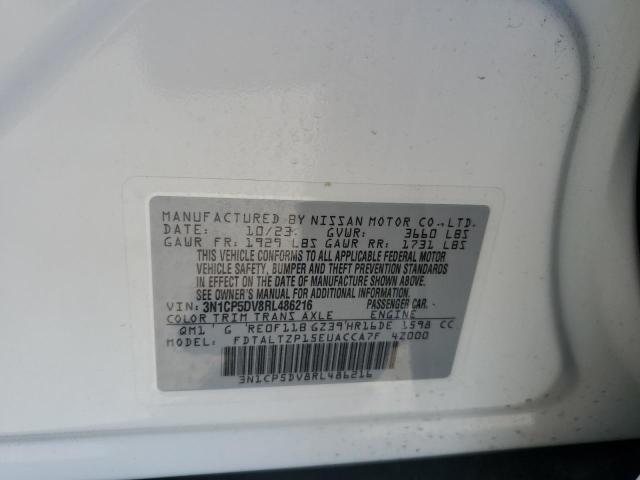 MANUFACTURED BY NISSAN MOTOR CO.,LTD.
DATE: 10/23 GVWR: 3660 LBS
GAWR FR: 1929 LBS GAWR RR: 1731 LBS
THIS VEHICLE CONFORMS TO ALL APPLICABLE FEDERAL MOTOR
VEHICLE SAFETY, BUMPER AND THEFT PREVENTION STANDARDS
IN EFFECT ON THE DATE OF MANUFACTURE SHOWN ABOVE.
SEE OWNER'S MANUAL FOR ADDITIONAL INFORMATION.
VIN: 3N1CP5DV8RL486216 PASSENGER CAR
COLOR TRIM TRANS AXLE ENGINE
QM1 G RE0F11B GZ39 HR16DE 1598 CC
MODEL: FDTALTZP15EUACCA7F 4Z000
3N1CP5DV8RL486216